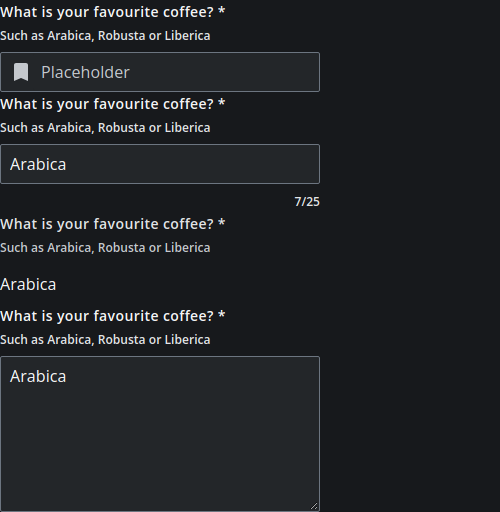 What is your favourite coffee? *
Such as Arabica, Robusta or Liberica
Placeholder
What is your favourite coffee? *
Such as Arabica, Robusta or Liberica
Arabica
7/25
What is your favourite coffee? *
Such as Arabica, Robusta or Liberica
Arabica
What is your favourite coffee? *
Such as Arabica, Robusta or Liberica
Arabica